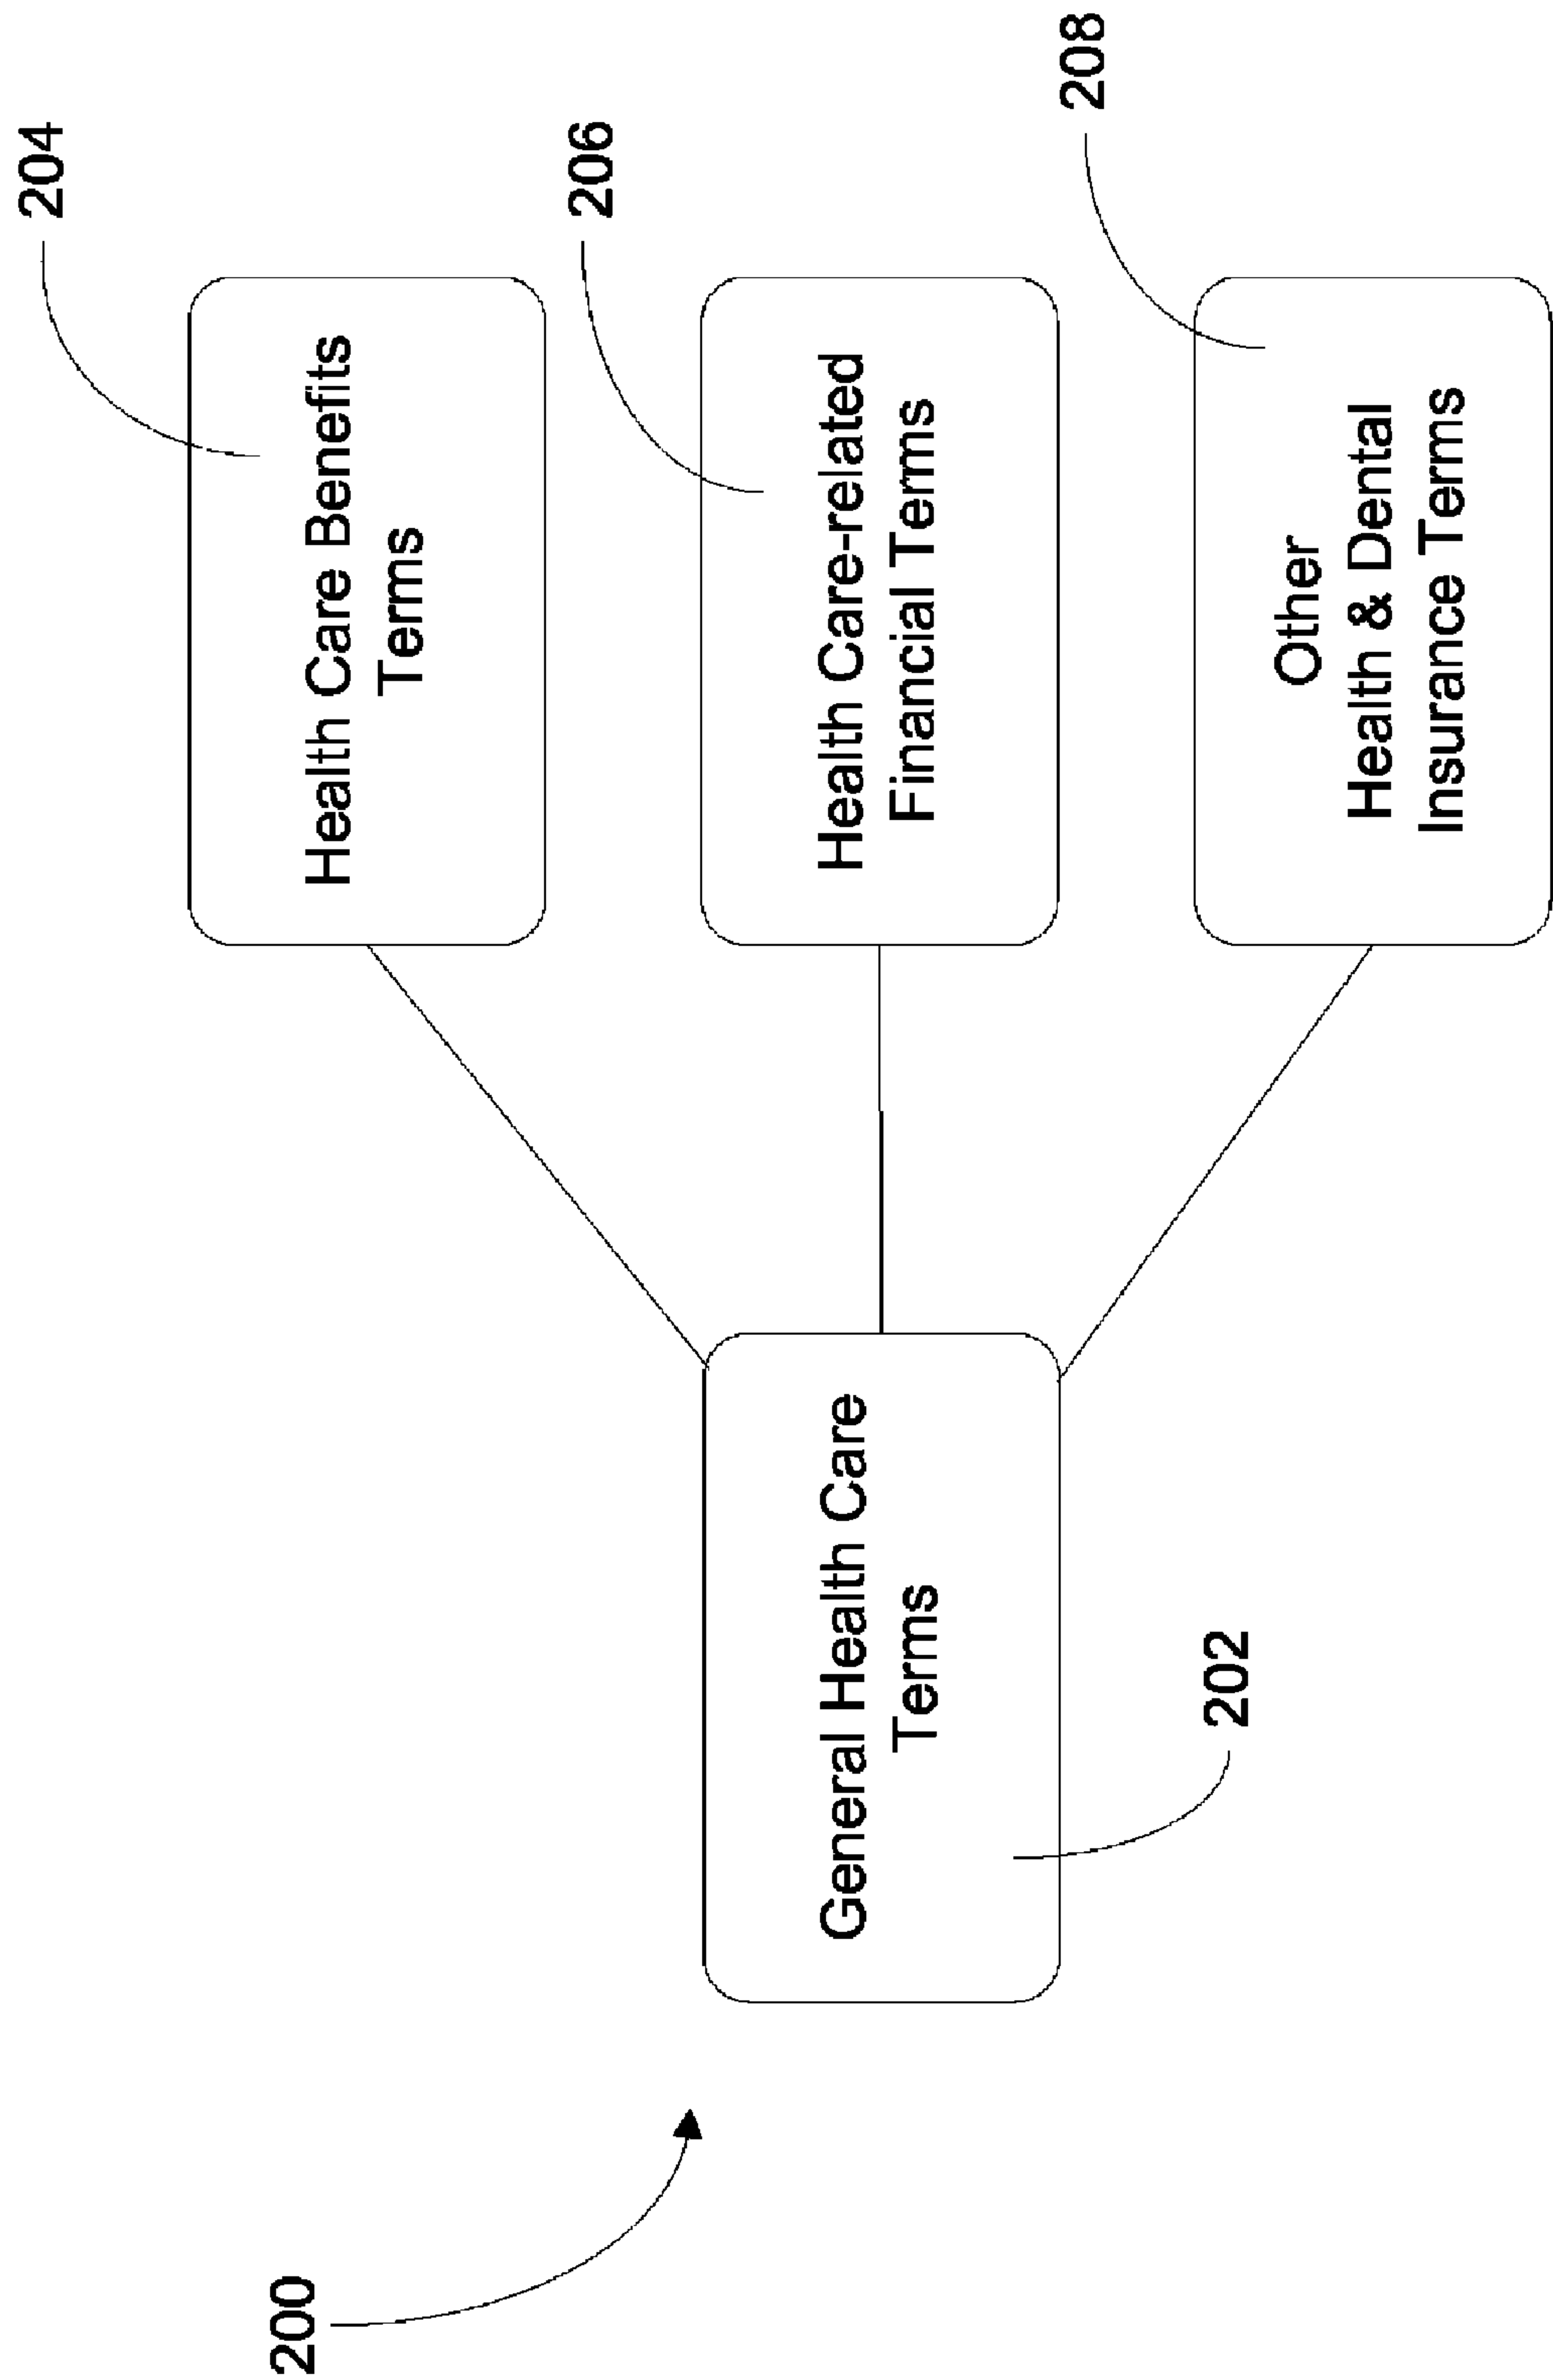 204
Health Care Benefits
Terms
206
Health Care-related
Financial Terms
208
Other
Health & Dental
Insurance Terms
General Health Care
Terms
202
200